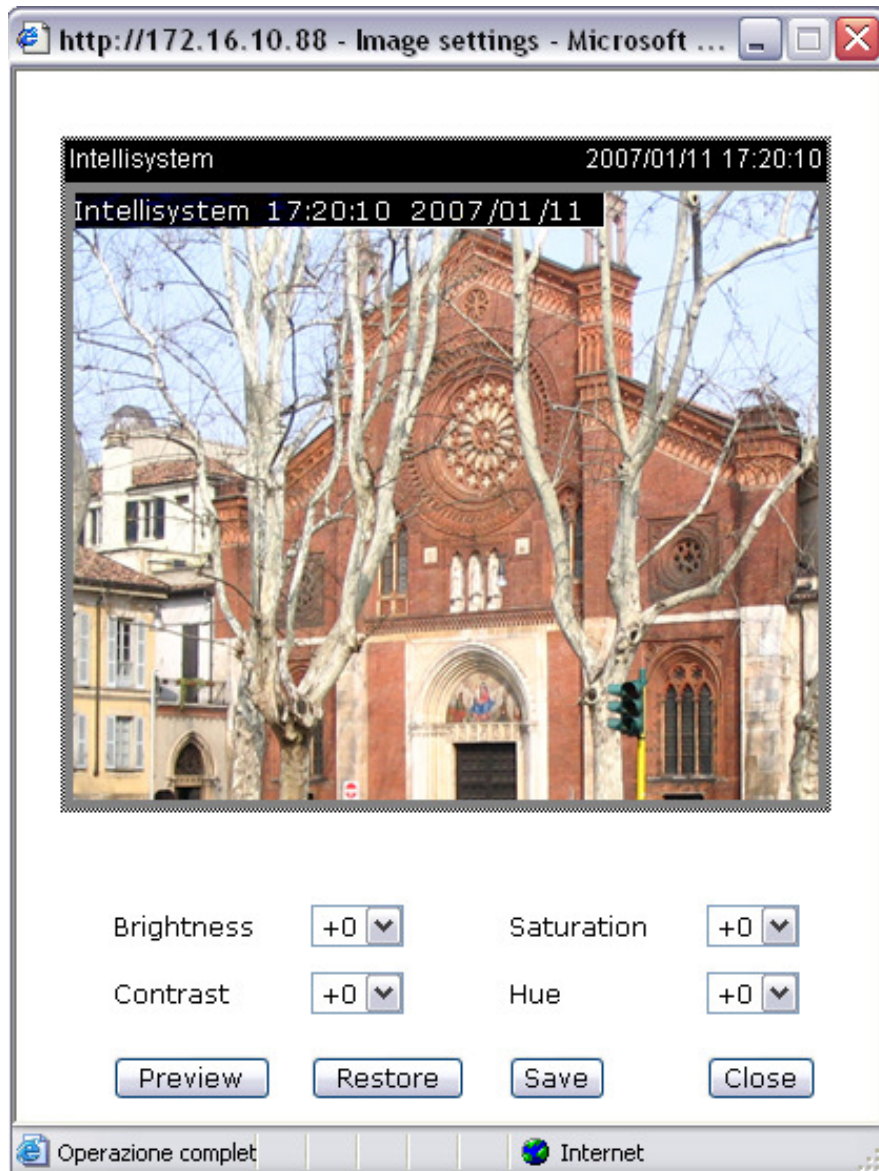 http://172.16.10.88 - Image settings - Microsoft ...
Intellisystem 2007/01/11 17:20:10
Intellisystem 17:20:10 2007/01/11
Brightness +0 Saturation +0
Contrast +0 Hue +0
Preview Restore Save Close
Operazione complet Internet